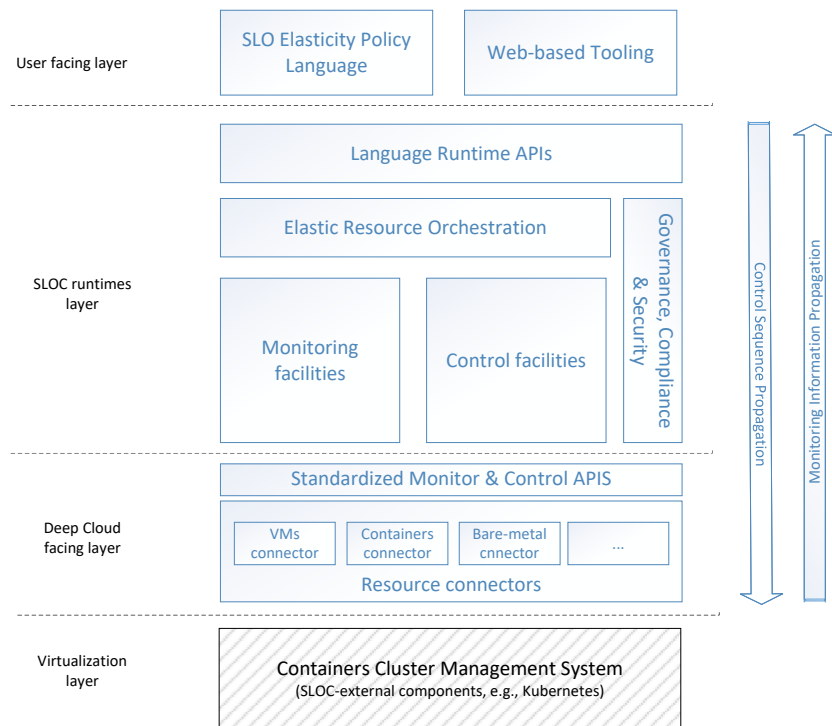 User facing layer
SLO Elasticity Policy
Language
Web-based Tooling
SLOC runtimes
layer
Language Runtime APIs
Elastic Resource Orchestration
Monitoring
facilities
Control facilities
Governance, Compliance
& Security
Deep Cloud
facing layer
Standardized Monitor & Control APIS
VMs
connector
Containers
connector
Bare-metal
cnnector
...
Resource connectors
Virtualization
layer
Containers Cluster Management System
(SLOC-external components, e.g., Kubernetes)
Control Sequence Propagation
Monitoring Information Propagation